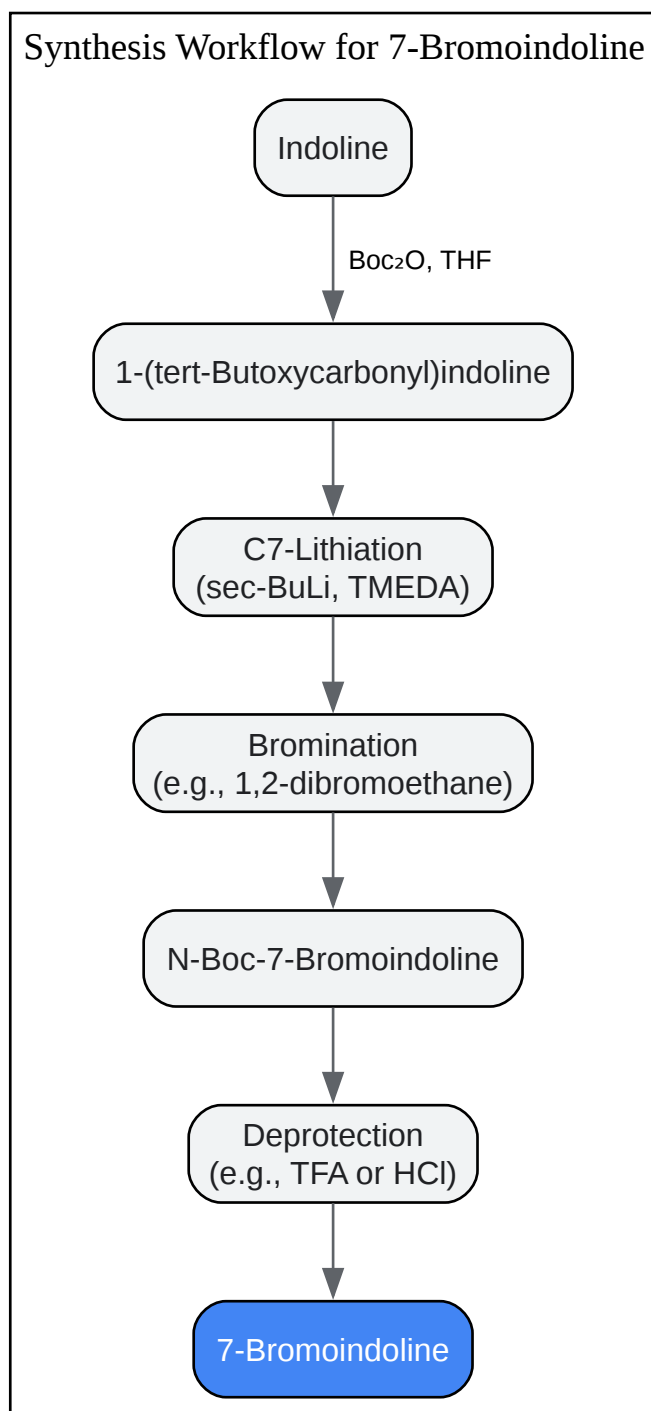 Synthesis Workflow for 7-Bromoindoline
Indoline
Boc₂O, THF
1-(tert-Butoxycarbonyl)indoline
C7-Lithiation
(sec-BuLi, TMEDA)
Bromination
(e.g., 1,2-dibromoethane)
N-Boc-7-Bromoindoline
Deprotection
(e.g., TFA or HCl)
7-Bromoindoline